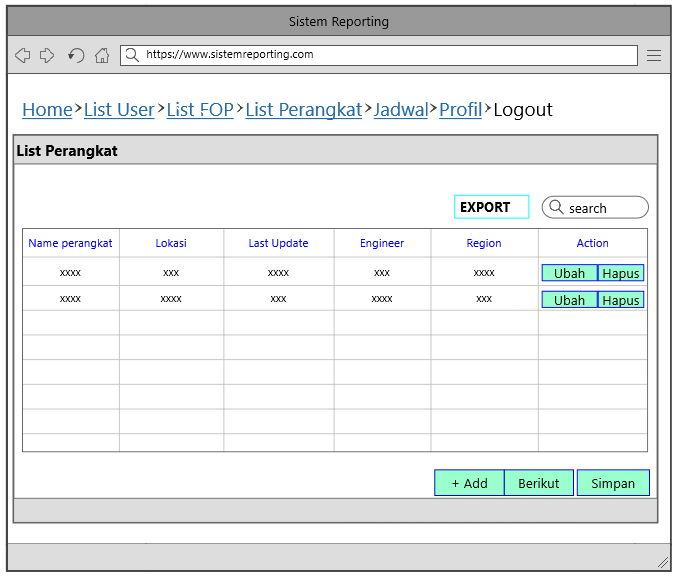 Sistem Reporting
https://www.sistemreporting.com
Home>List User>List FOP>List Perangkat>Jadwal>Profil>Logout
List Perangkat
EXPORT search
Name perangkat Lokasi Last Update Engineer Region Action
xxxx xxx xxxx xxx xxxx Ubah Hapus
xxxx xxxx xxx xxxx xxx Ubah Hapus
+ Add Berikut Simpan